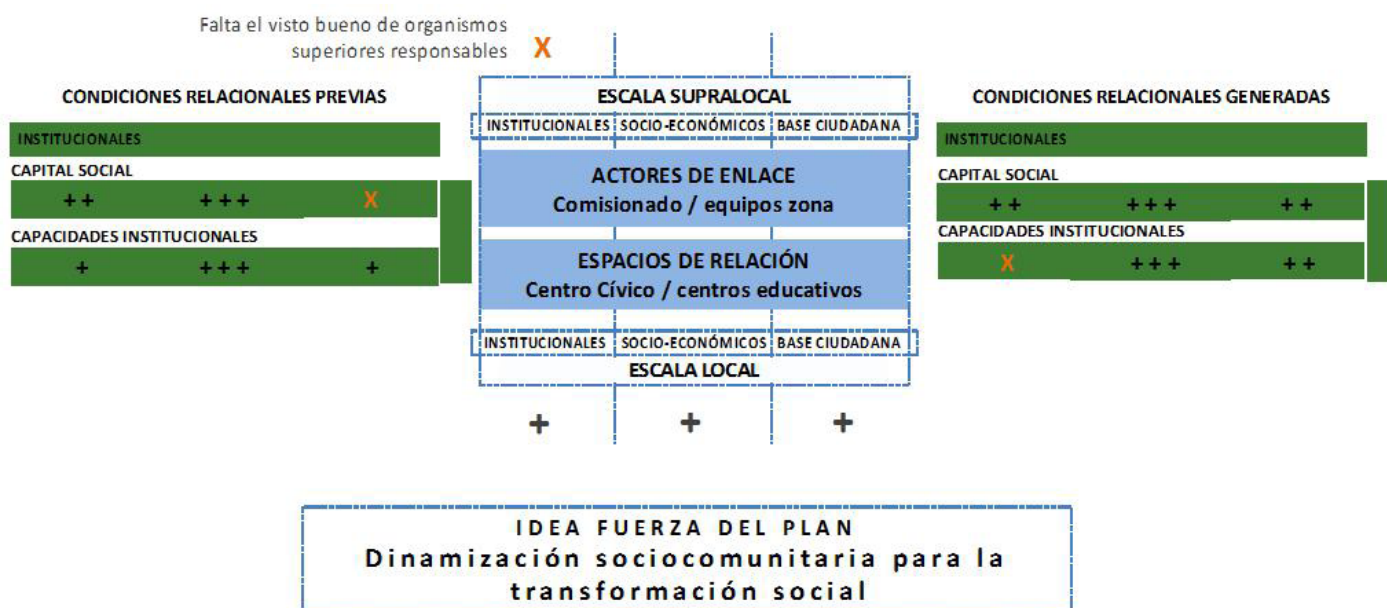 Falta el visto bueno de organismos
superiores responsables
X
CONDICIONES RELACIONALES PREVIAS
INSTITUCIONALES
CAPITAL SOCIAL
++ +++ X
CAPACIDADES INSTITUCIONALES
+ +++ +
ESCALA SUPRALOCAL
INSTITUCIONALES SOCIO-ECONÓMICOS BASE CIUDADANA
ACTORES DE ENLACE
Comisionado / equipos zona
ESPACIOS DE RELACIÓN
Centro Cívico / centros educativos
INSTITUCIONALES SOCIO-ECONÓMICOS BASE CIUDADANA
ESCALA LOCAL
+ + +
CONDICIONES RELACIONALES GENERADAS
INSTITUCIONALES
CAPITAL SOCIAL
++ +++ ++
CAPACIDADES INSTITUCIONALES
X +++ ++
IDEA FUERZA DEL PLAN
Dinamización sociocomunitaria para la
transformación social